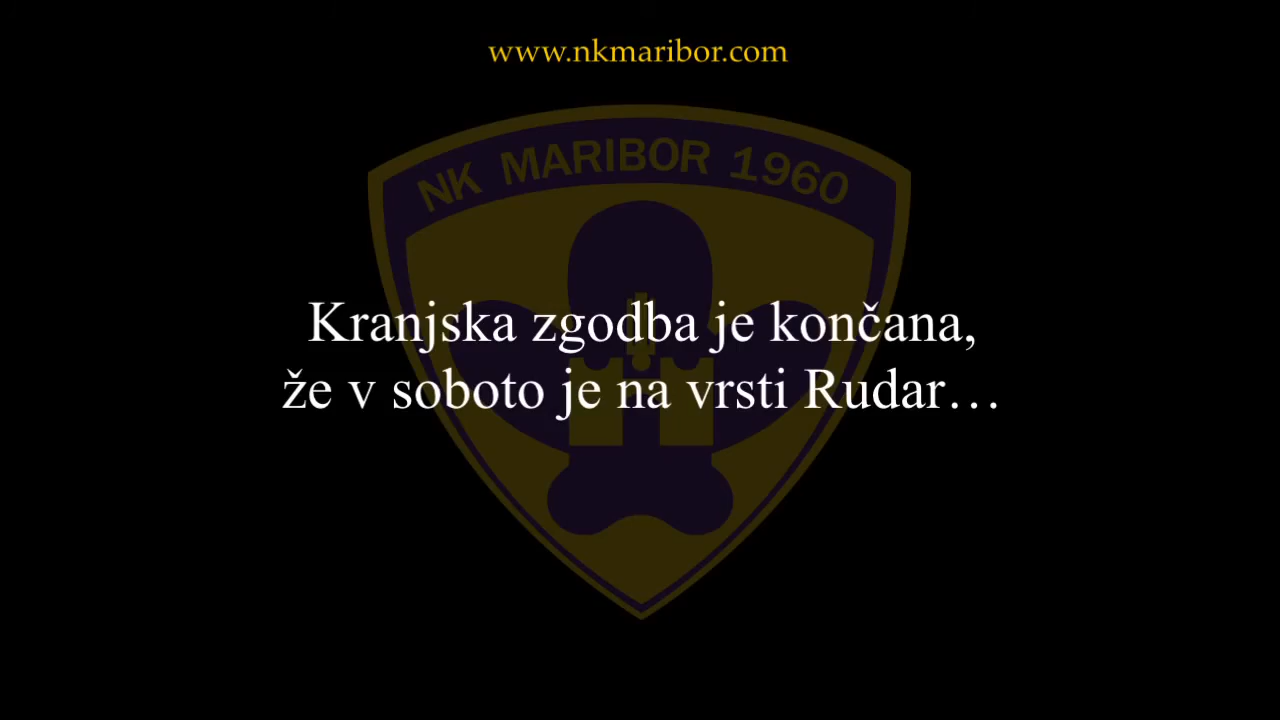 www.nkmaribor.com
NK MARIBOR 1960
Kranjska zgodba je končana,
že v soboto je na vrsti Rudar…